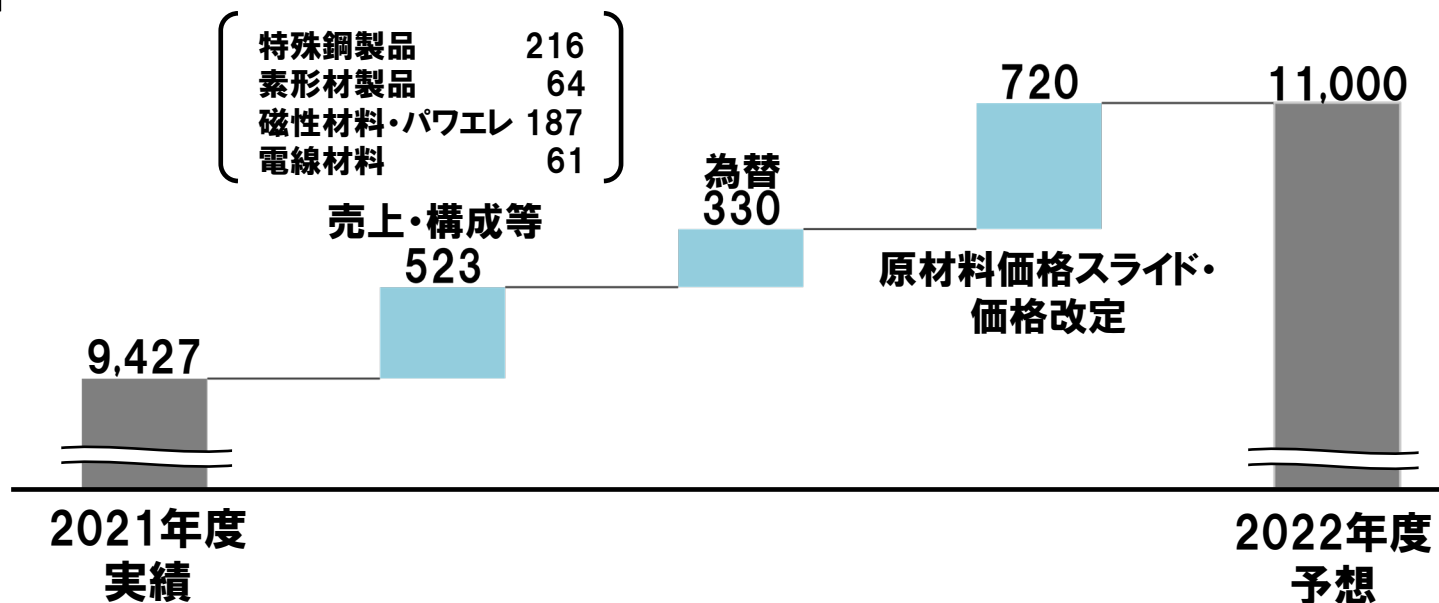 特殊鋼製品 216
素形材製品 64
磁性材料・パワエレ 187
電線材料 61
売上・構成等
523
為替
330
720
原材料価格スライド・
価格改定
9,427
11,000
2021年度
実績
2022年度
予想